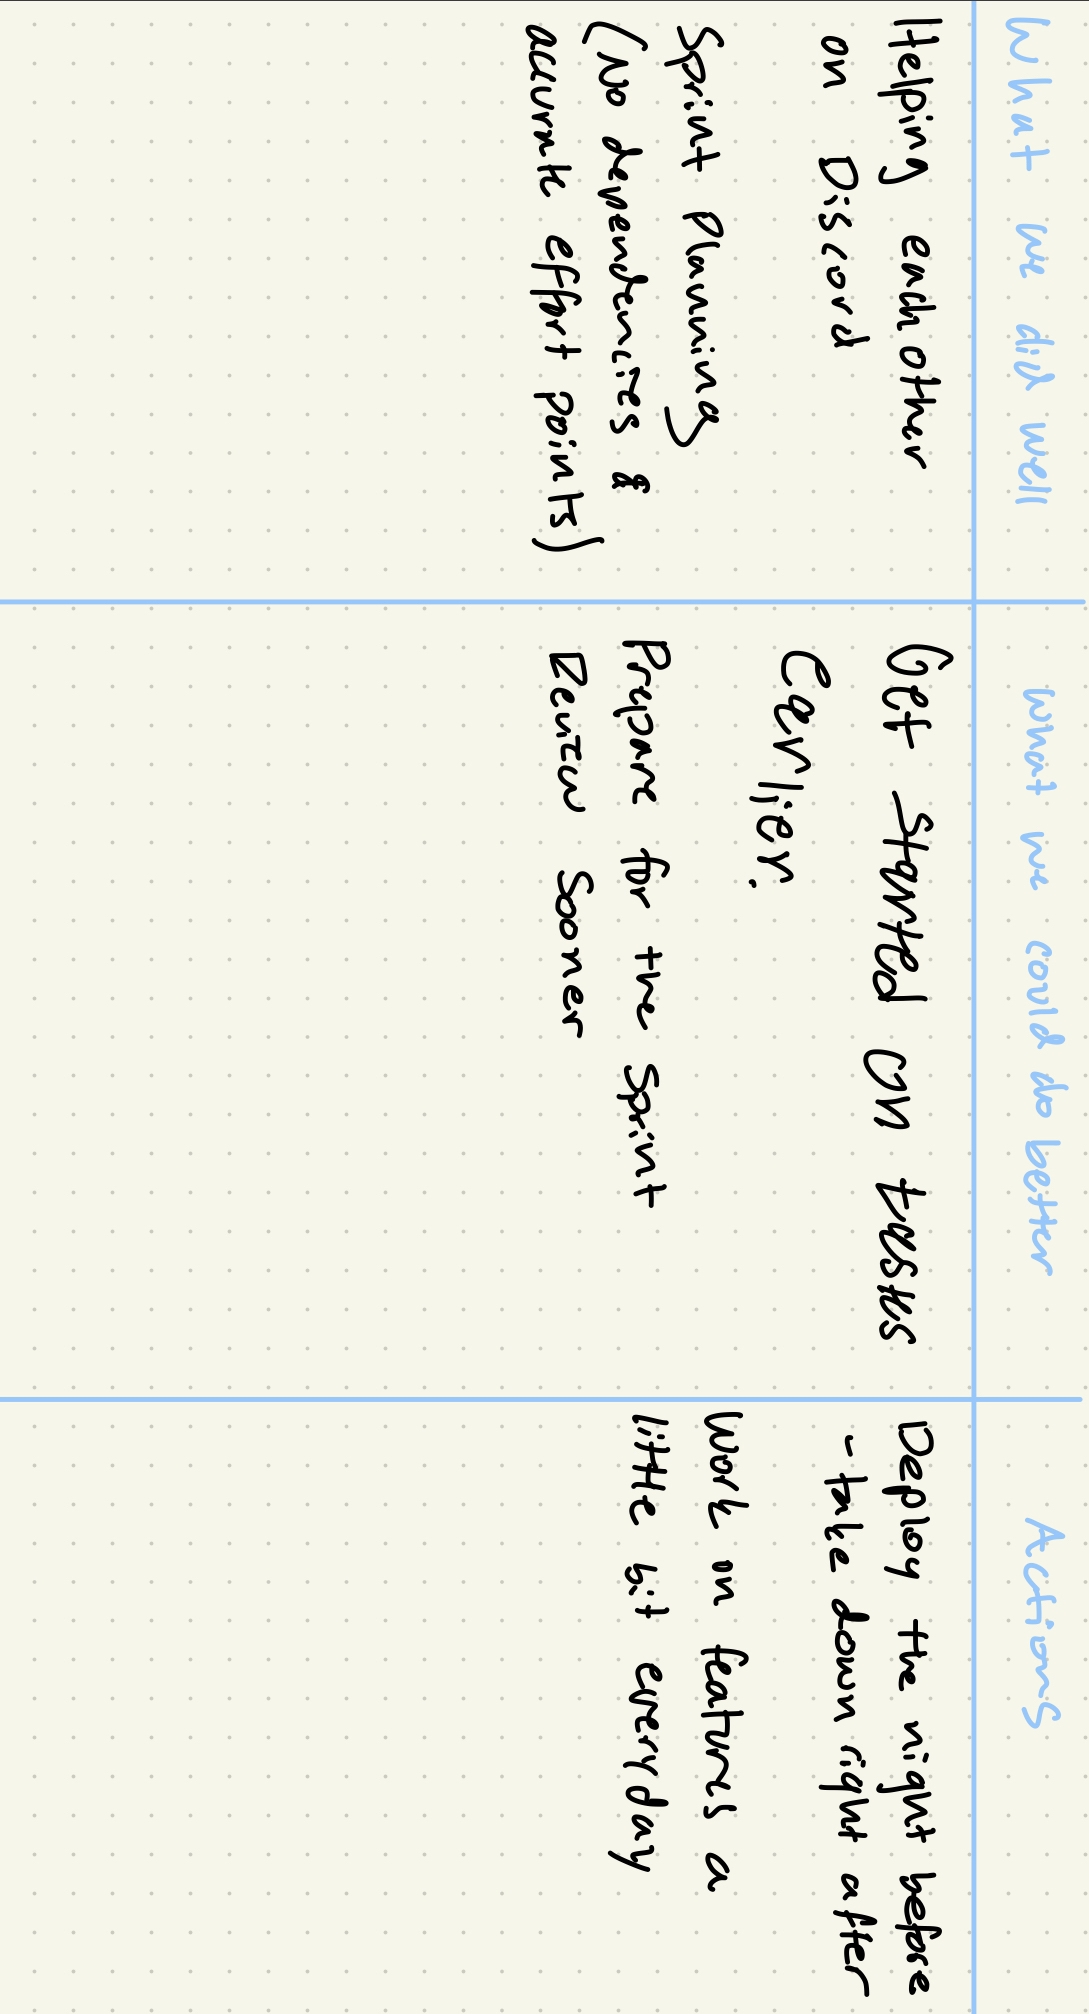 What we did well
Helping each other
on Discord
Sprint Planning
(No dependencies &
accurate effort points)
What we could do better
Get Started on tasks
Earlier.
Prepare for the Sprint
Review Sooner
Actions
Deploy the night before
- take down right after
Work on features a
little bit everyday